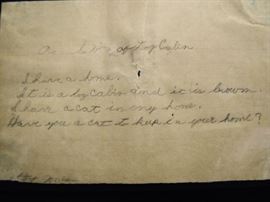 A Log Cabin
I have a home.
It is a log Cabin and it is brown.
I have a cat in my home.
Have you a cat to keep in your home?